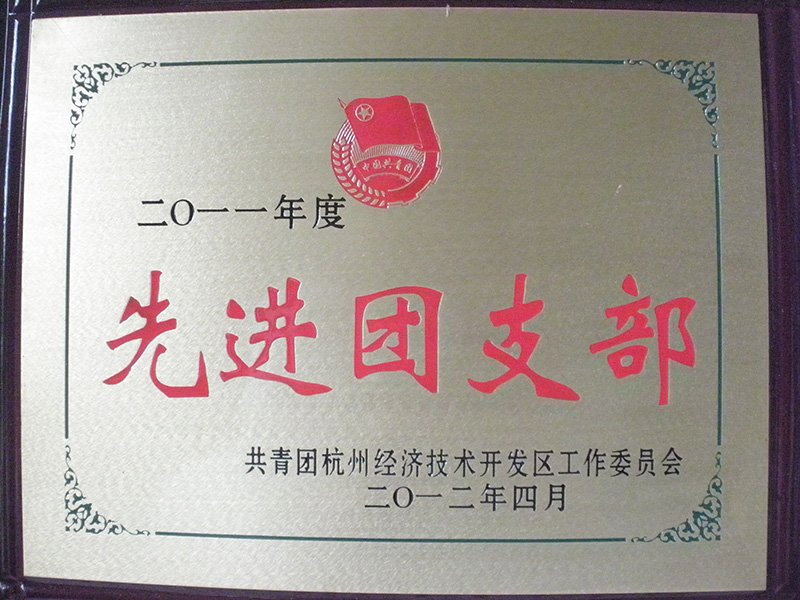 中国共青团
二〇一一年度
先进团支部
共青团杭州经济技术开发区工作委员会
二〇一二年四月